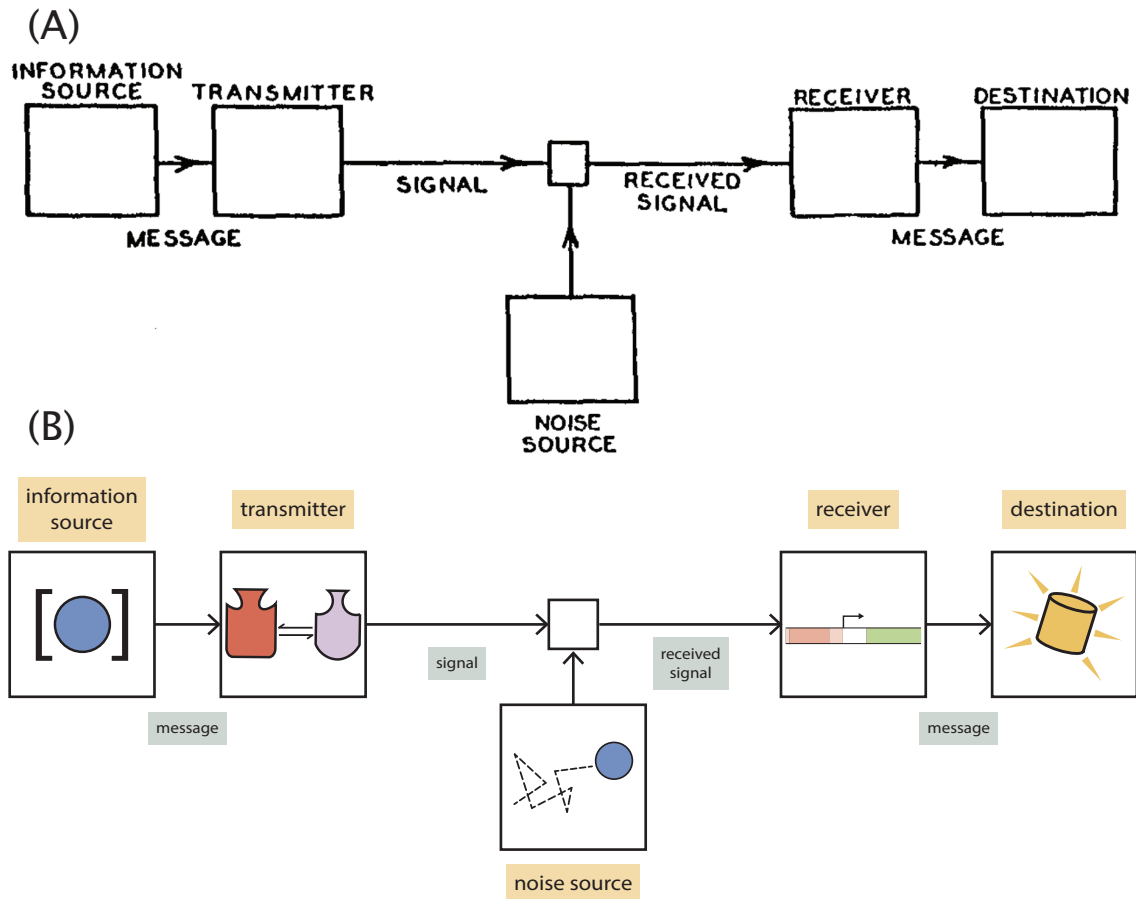 (A)
INFORMATION
SOURCE
TRANSMITTER
RECEIVER
DESTINATION
SIGNAL
RECEIVED
SIGNAL
MESSAGE
MESSAGE
NOISE
SOURCE
(B)
information
source
transmitter
receiver
destination
[ ]
signal
received
signal
message
message
noise source